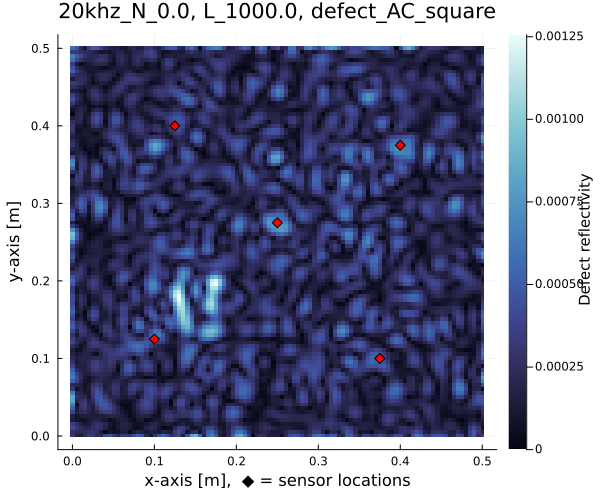 20khz_N_0.0, L_1000.0, defect_AC_square
0.5
0.4
0.3
0.2
0.1
0.0
y-axis [m]
0.0 0.1 0.2 0.3 0.4 0.5
x-axis [m], ◆ = sensor locations
0.00125
0.00100
0.00075
0.00050
0.00025
0
Defect reflectivity